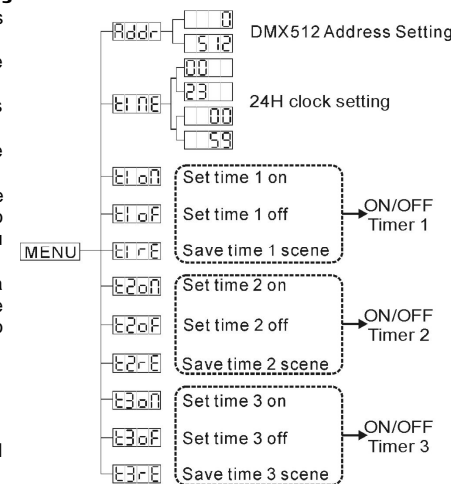 Addr
0
512
DMX512 Address Setting
tIME
00
23
00
59
24H clock setting
t1oN
Set time 1 on
t1oF
Set time 1 off
t1rE
Save time 1 scene
ON/OFF
Timer 1
MENU
t2oN
Set time 2 on
t2oF
Set time 2 off
t2rE
Save time 2 scene
ON/OFF
Timer 2
t3oN
Set time 3 on
t3oF
Set time 3 off
t3rE
Save time 3 scene
ON/OFF
Timer 3